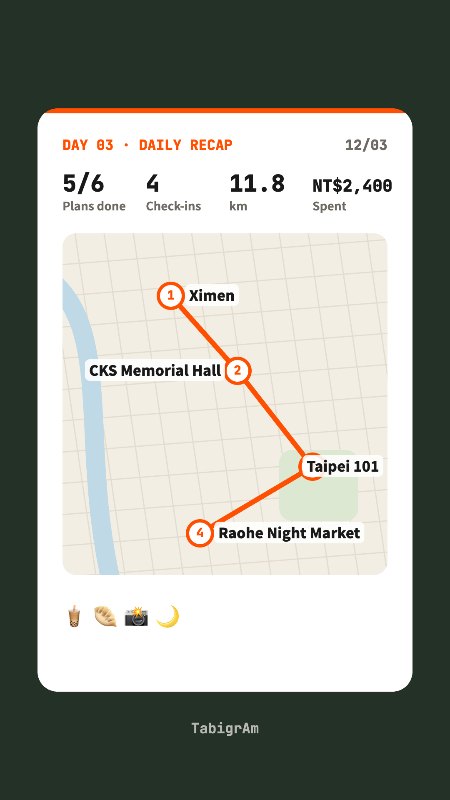 DAY 03 · DAILY RECAP 12/03
5/6 4 11.8 NT$2,400
Plans done Check-ins km Spent
1 Ximen
CKS Memorial Hall 2
Taipei 101
4 Raohe Night Market
TabigrAm